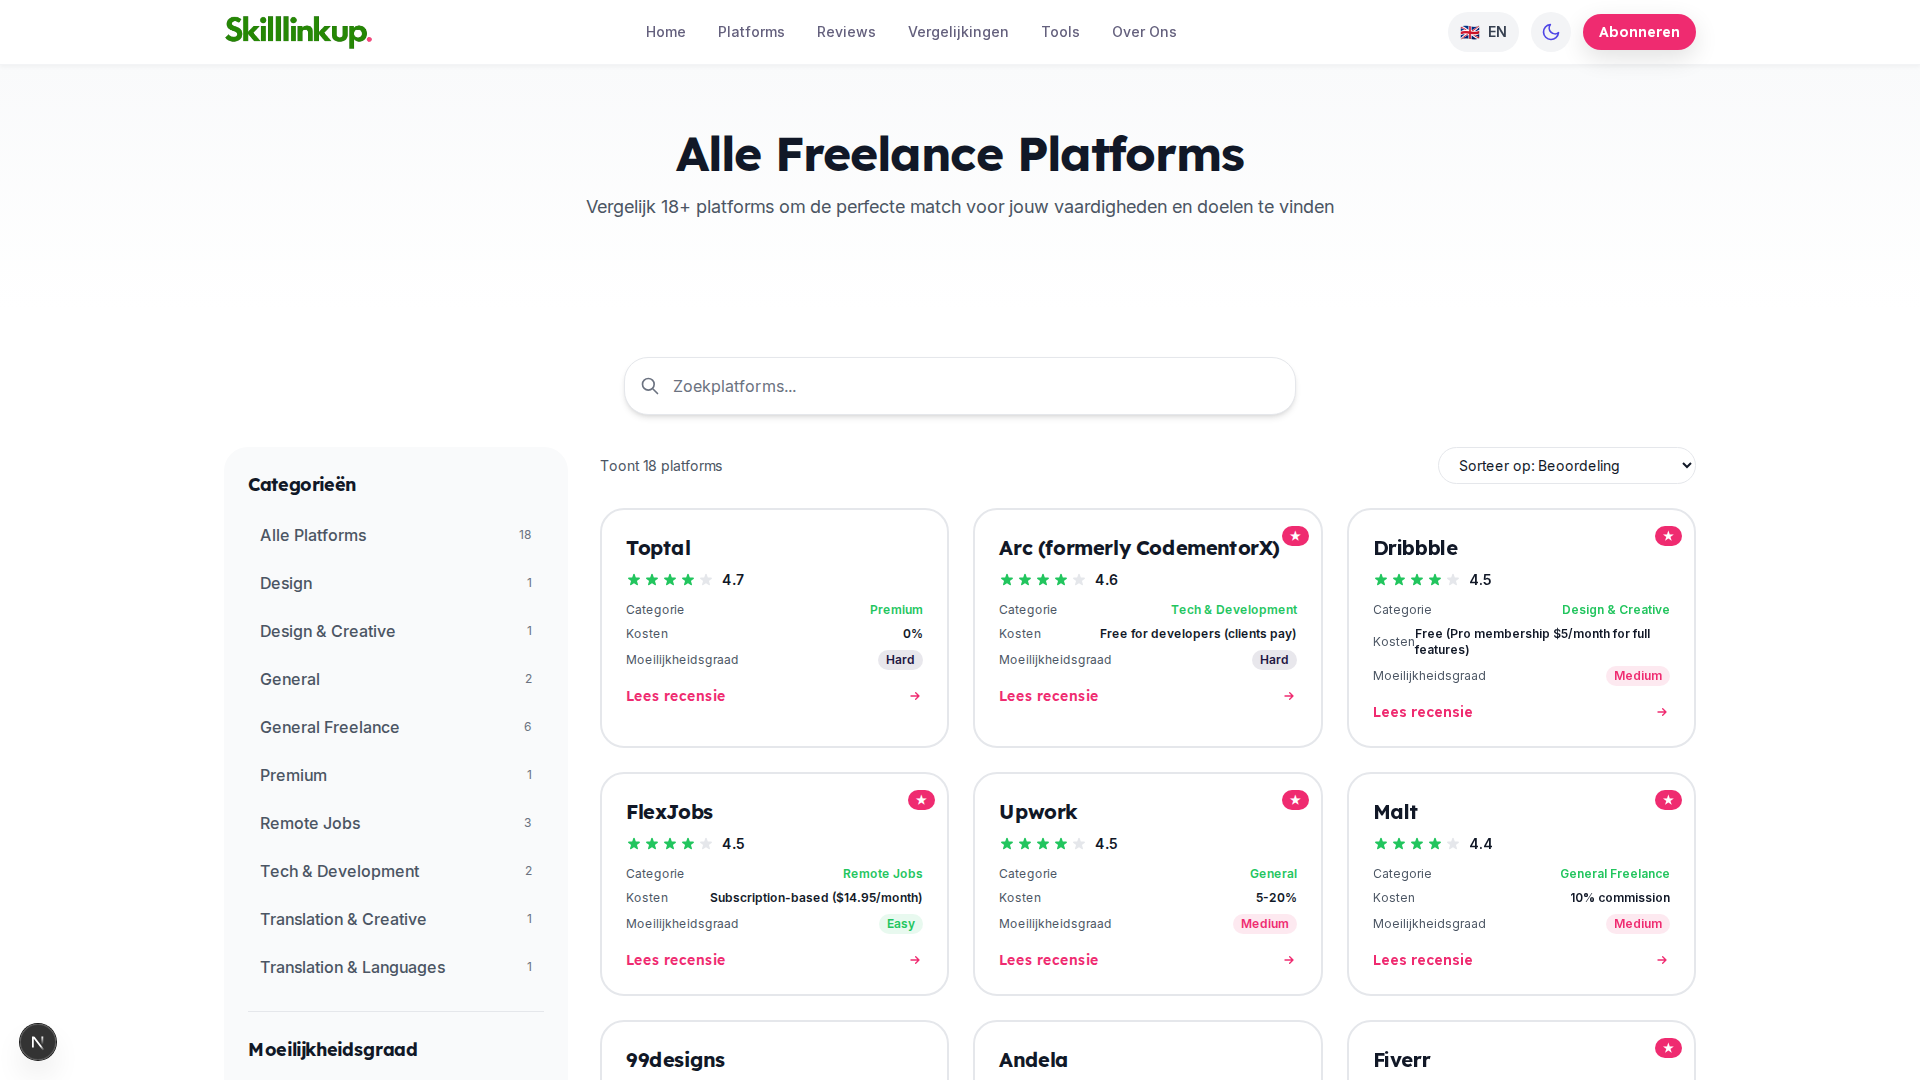 Skilllinkup.
Home
Platforms
Reviews
Vergelijkingen
Tools
Over Ons
EN
Abonneren
Alle Freelance Platforms
Vergelijk 18+ platforms om de perfecte match voor jouw vaardigheden en doelen te vinden
Zoekplatforms...
Categorieën
Alle Platforms 18
Design 1
Design & Creative 1
General 2
General Freelance 6
Premium 1
Remote Jobs 3
Tech & Development 2
Translation & Creative 1
Translation & Languages 1
Moeilijkheidsgraad
Toont 18 platforms
Sorteer op: Beoordeling
Toptal
4.7
Categorie Premium
Kosten 0%
Moeilijkheidsgraad Hard
Lees recensie
Arc (formerly CodementorX)
4.6
Categorie Tech & Development
Kosten Free for developers (clients pay)
Moeilijkheidsgraad Hard
Lees recensie
Dribbble
4.5
Categorie Design & Creative
Kosten Free (Pro membership $5/month for full
features)
Moeilijkheidsgraad Medium
Lees recensie
FlexJobs
4.5
Categorie Remote Jobs
Kosten Subscription-based ($14.95/month)
Moeilijkheidsgraad Easy
Lees recensie
Upwork
4.5
Categorie General
Kosten 5-20%
Moeilijkheidsgraad Medium
Lees recensie
Malt
4.4
Categorie General Freelance
Kosten 10% commission
Moeilijkheidsgraad Medium
Lees recensie
99designs
Andela
Fiverr
N